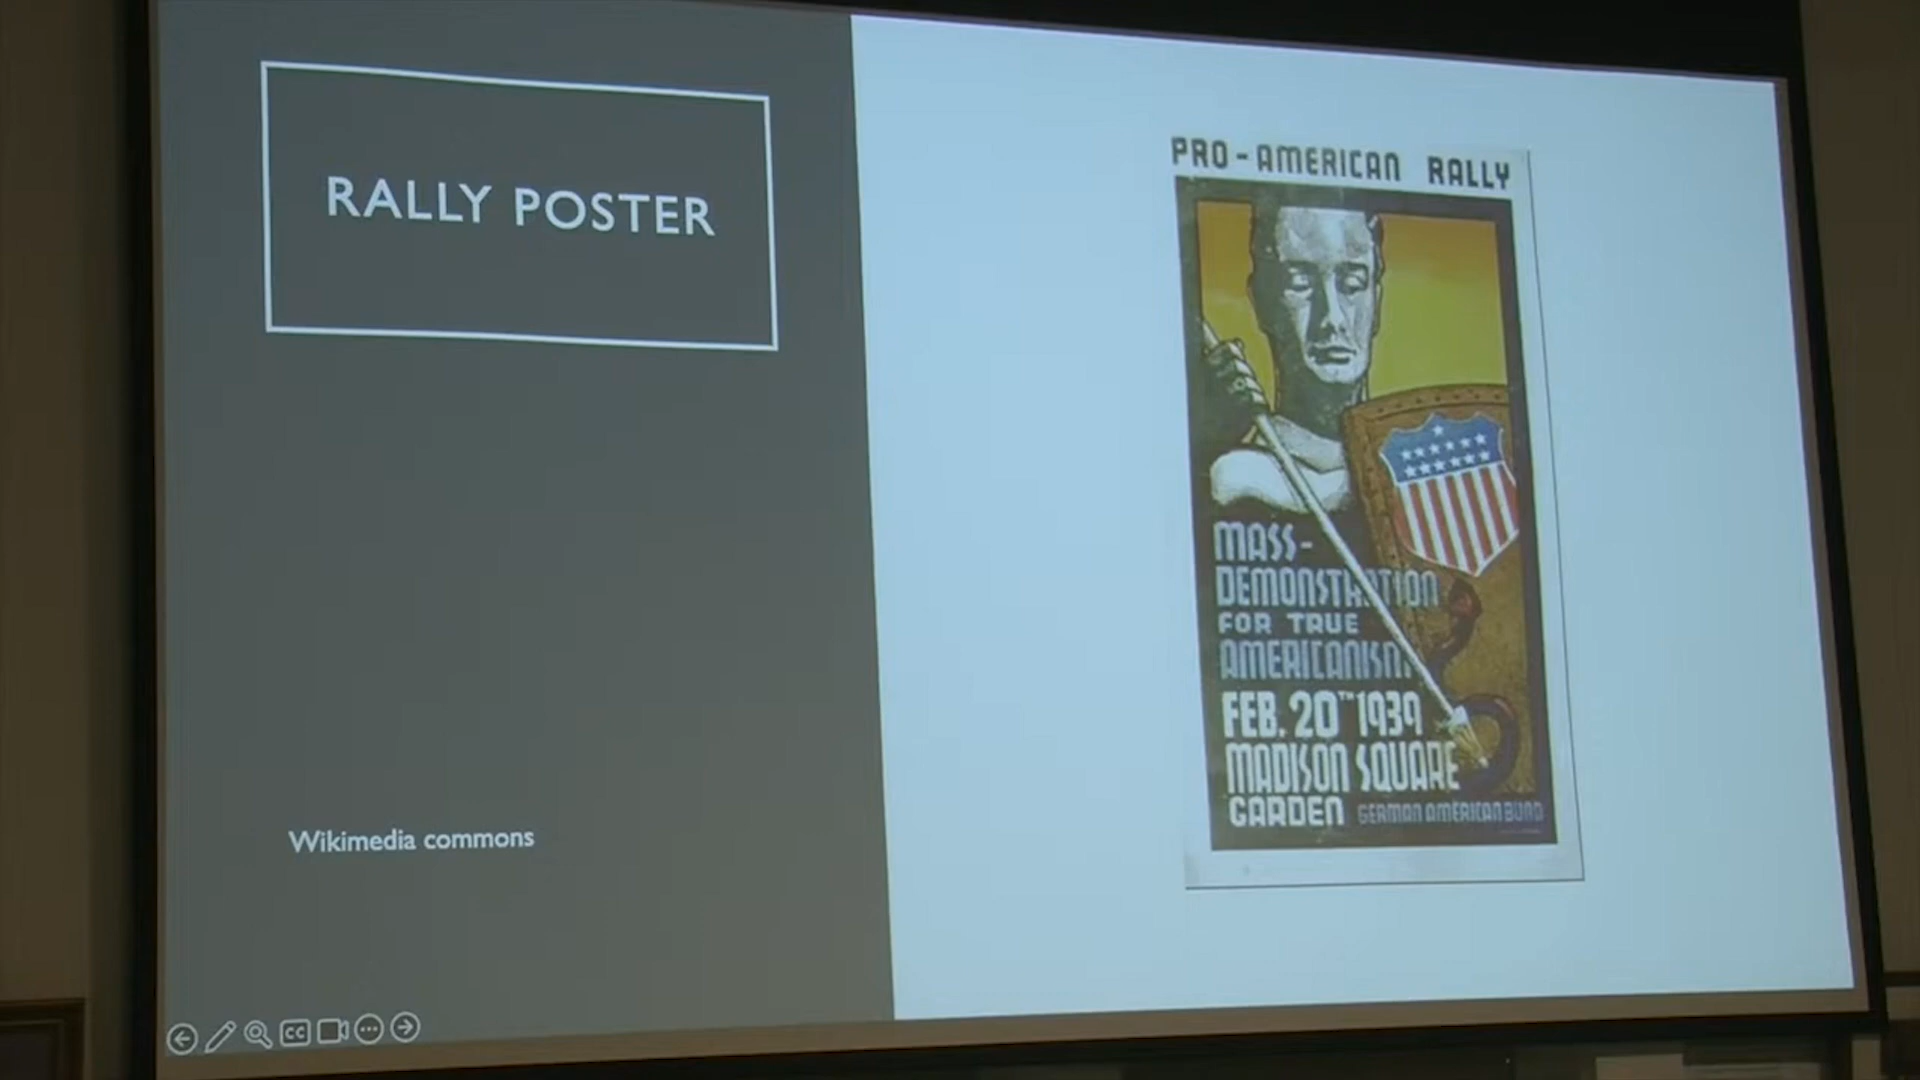 RALLY POSTER
Wikimedia commons
PRO-AMERICAN RALLY
MASS-
DEMONSTRATION
FOR TRUE
AMERICANISM.
FEB. 20TH 1939
MADISON SQUARE
GARDEN GERMAN AMERICAN BUND
CC